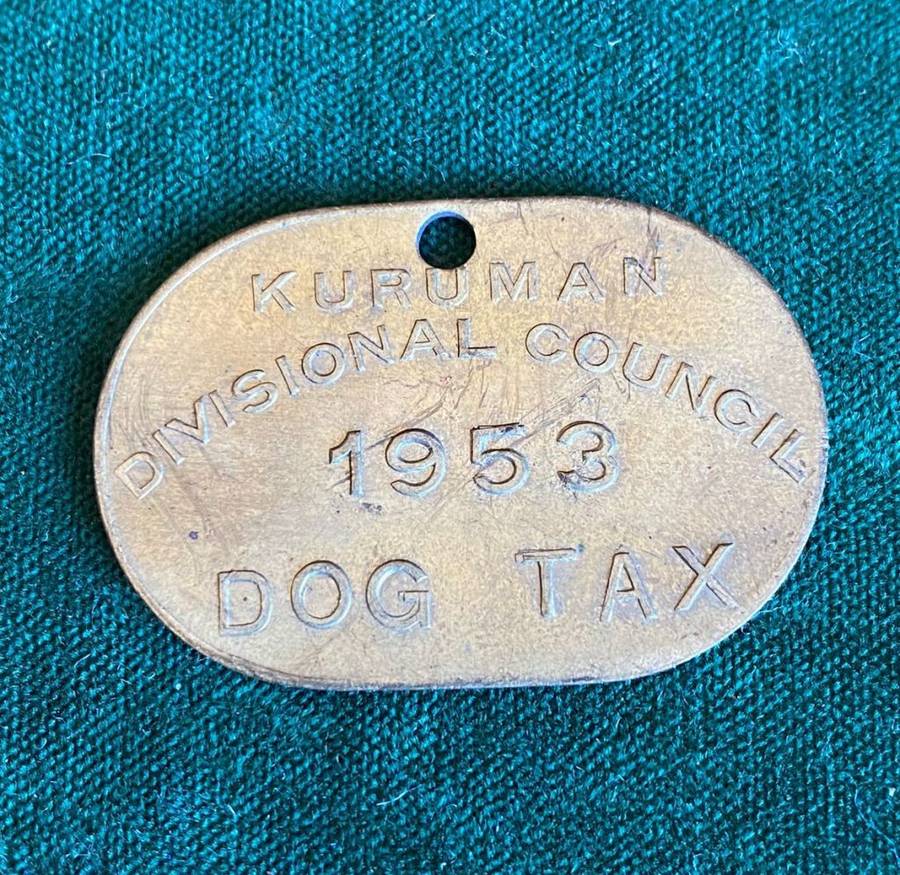 KURUMAN
DIVISIONAL COUNCIL
1953
DOG TAX